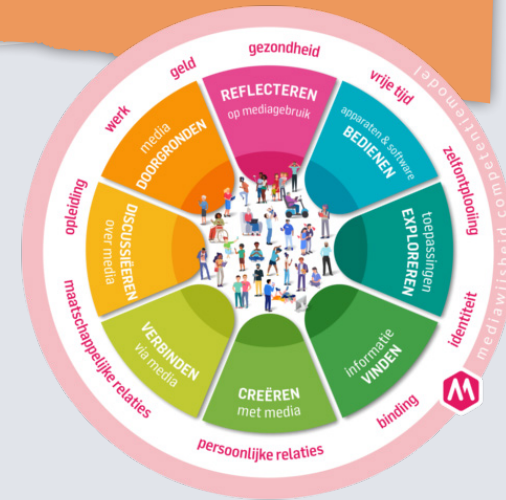 gezondheid
vrije tijd
zelfontplooiing
identiteit
binding
persoonlijke relaties
maatschappelijke relaties
opleiding
werk
geld
mediawijsheid competentiemodel
REFLECTEREN
op mediagebruik
apparaten & software
BEDIENEN
toepassingen
EXPLOREREN
informatie
VINDEN
CREËREN
met media
VERBINDEN
via media
DISCUSSIËREN
over media
media
DOORGRONDEN
M